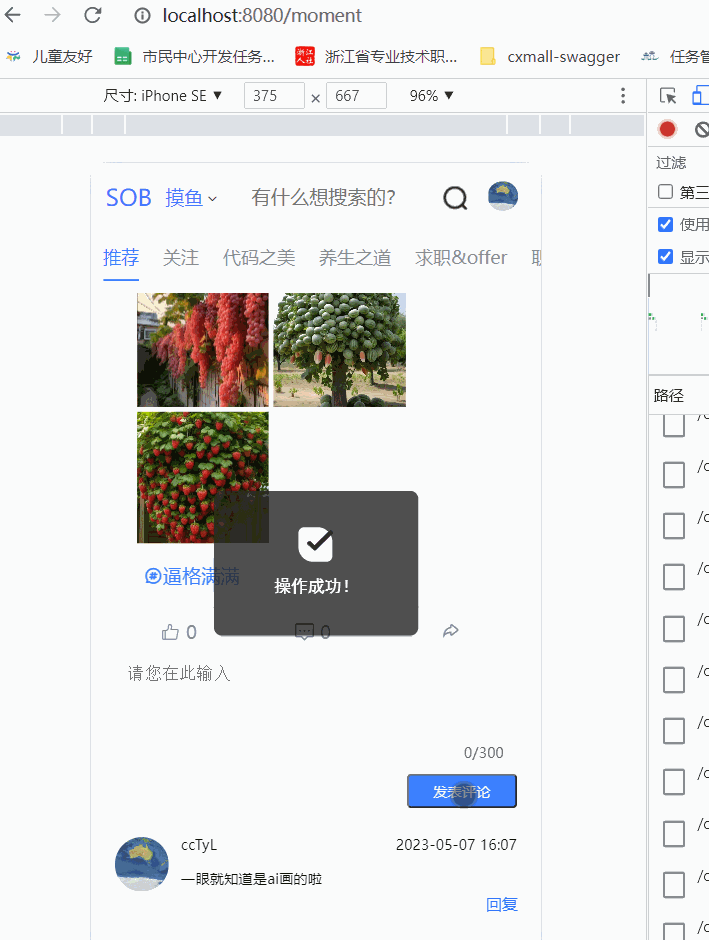 localhost:8080/moment
儿童友好 市民中心开发任务... 浙江省专业技术职... cxmall-swagger 任务管
尺寸: iPhone SE ▼ 375 × 667 96% ▼
过滤
第三
使用
显示
路径
SOB 摸鱼 有什么想搜索的?
推荐 关注 代码之美 养生之道 求职&offer 职
逼格满满
操作成功!
0 0
请您在此输入
0/300
发表评论
ccTyL 2023-05-07 16:07
一眼就知道是ai画的啦
回复